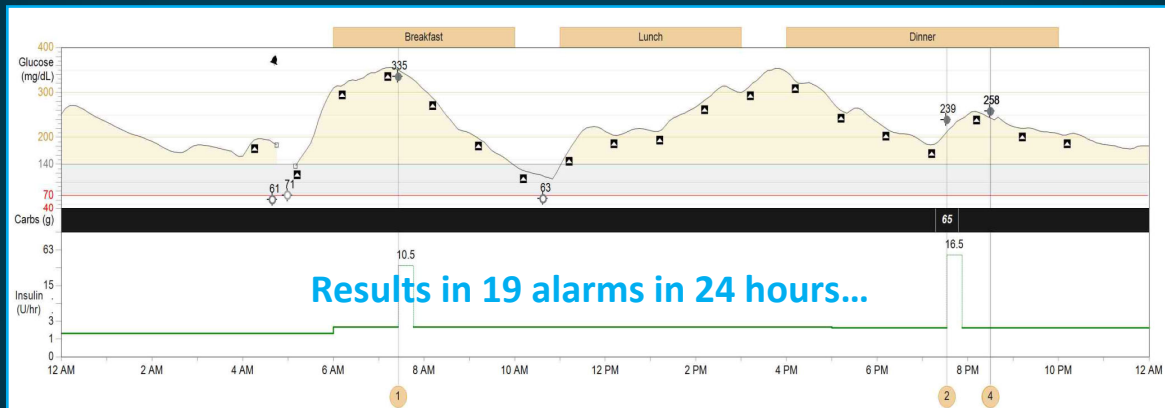 Breakfast Lunch Dinner
400
Glucose
(mg/dL)
300
200
140
70
40
335
61
71
63
239
258
Carbs (g)
65
63
15
Insulin
(U/hr)
3
1
0
10.5
16.5
Results in 19 alarms in 24 hours...
12 AM 2 AM 4 AM 6 AM 8 AM 10 AM 12 PM 2 PM 4 PM 6 PM 8 PM 10 PM 12 AM
1 2 4